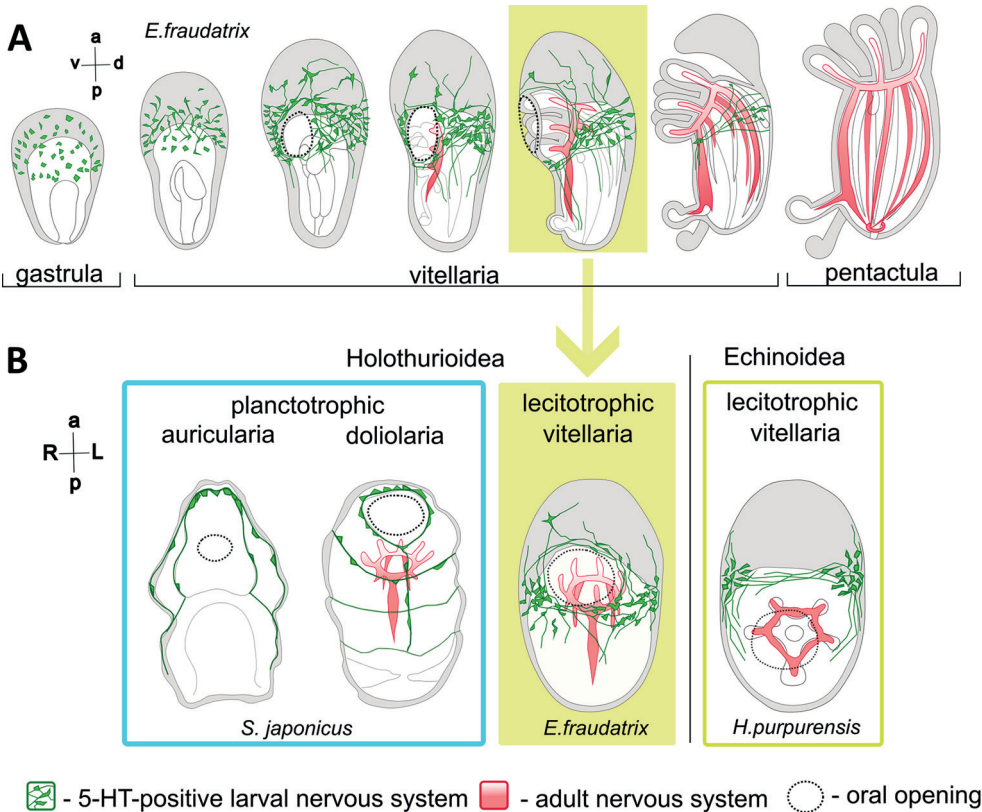 A
E.fraudatrix
a
v d
p
gastrula
vitellaria
pentactula
B
Holothurioidea
Echinoidea
planctotrophic
auricularia doliolaria
lecitotrophic
vitellaria
lecitotrophic
vitellaria
a
R L
p
S. japonicus
E.fraudatrix
H.purpurensis
- 5-HT-positive larval nervous system - adult nervous system - oral opening